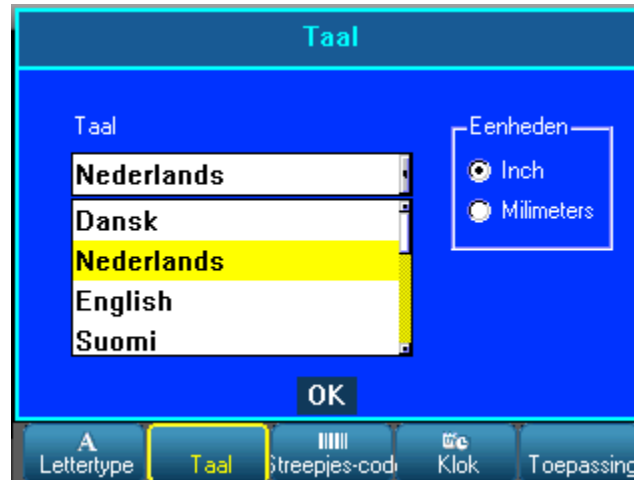 Taal
Taal
Nederlands
Dansk
Nederlands
English
Suomi
Eenheden
Inch
Milimeters
OK
A
Lettertype
Taal
Streepjes-cod
Klok
Toepassing